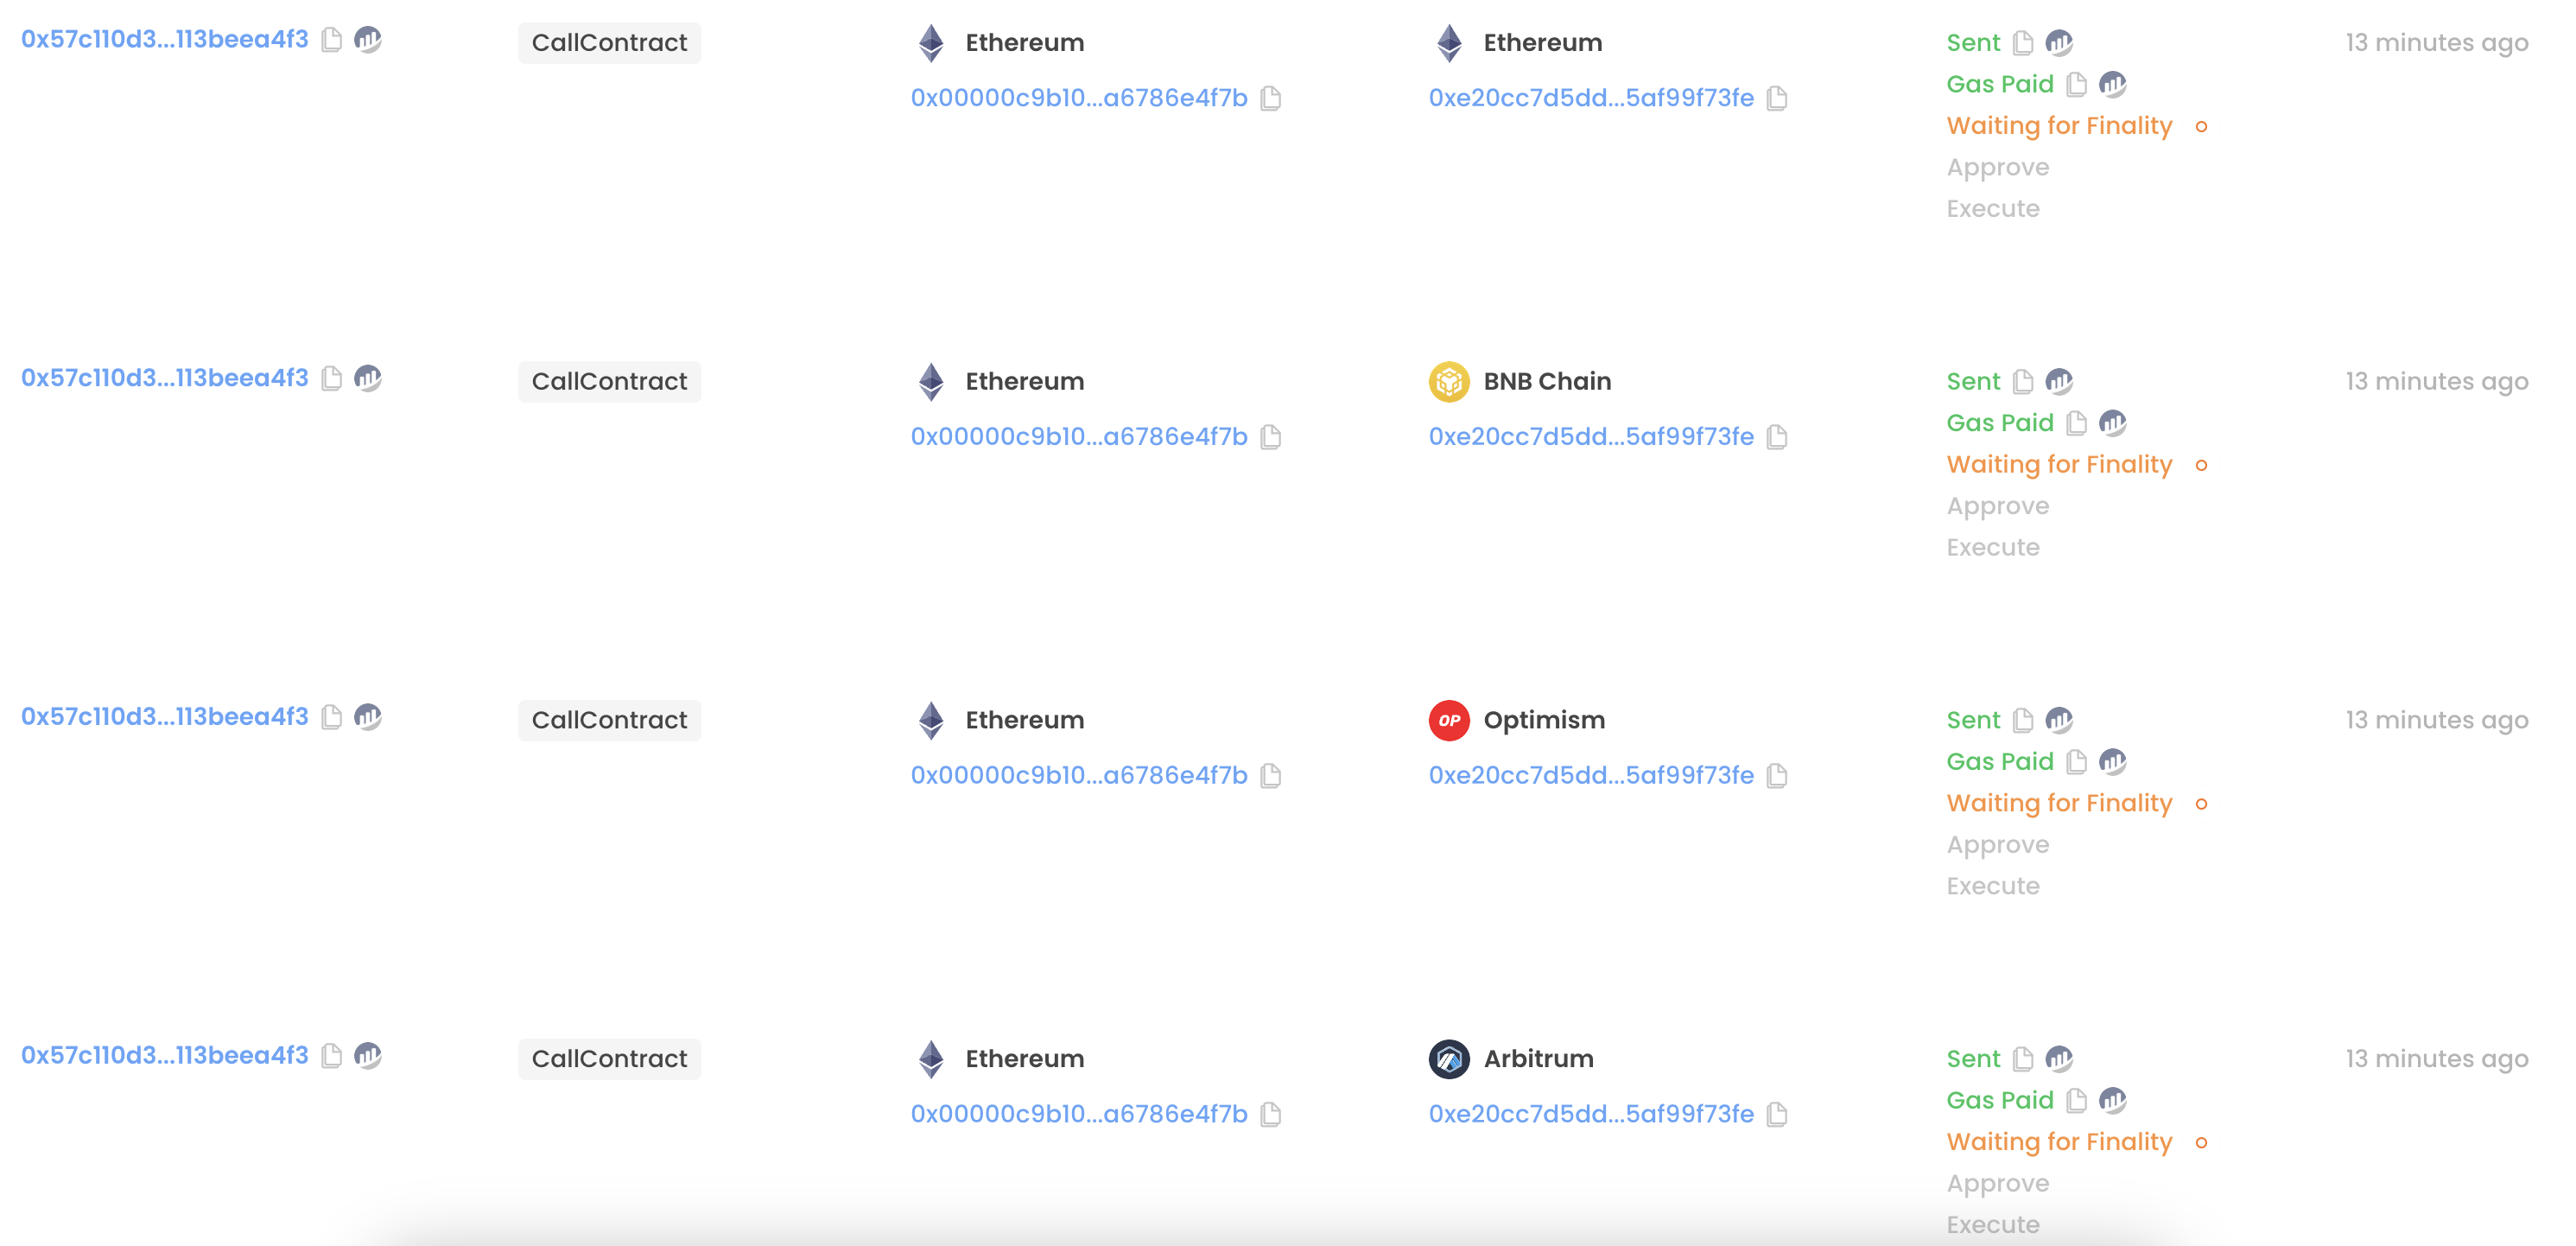 0x57c110d3...113beea4f3 CallContract Ethereum Ethereum Sent 13 minutes ago
0x00000c9b10...a6786e4f7b 0xe20cc7d5dd...5af99f73fe Gas Paid
Waiting for Finality
Approve
Execute
0x57c110d3...113beea4f3 CallContract Ethereum BNB Chain Sent 13 minutes ago
0x00000c9b10...a6786e4f7b 0xe20cc7d5dd...5af99f73fe Gas Paid
Waiting for Finality
Approve
Execute
0x57c110d3...113beea4f3 CallContract Ethereum OP Optimism Sent 13 minutes ago
0x00000c9b10...a6786e4f7b 0xe20cc7d5dd...5af99f73fe Gas Paid
Waiting for Finality
Approve
Execute
0x57c110d3...113beea4f3 CallContract Ethereum Arbitrum Sent 13 minutes ago
0x00000c9b10...a6786e4f7b 0xe20cc7d5dd...5af99f73fe Gas Paid
Waiting for Finality
Approve
Execute